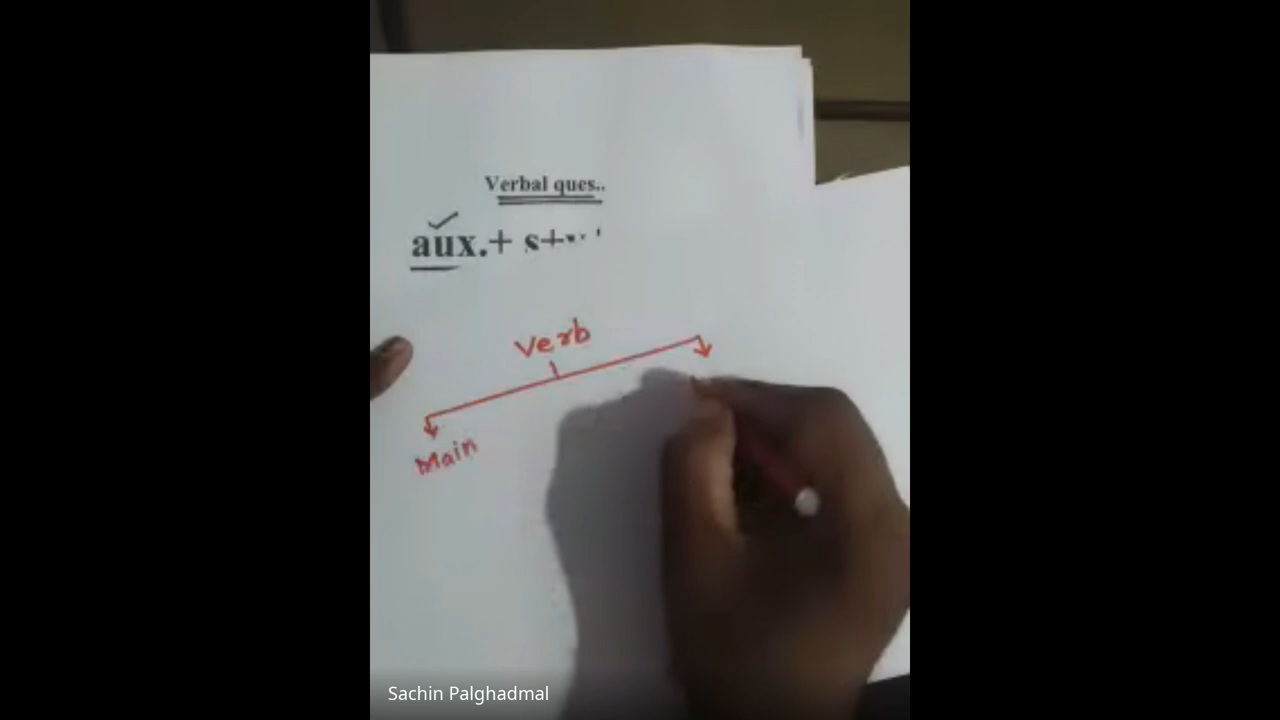 Verbal ques..
aux.+ s+
Verb
Main
Sachin Palghadmal